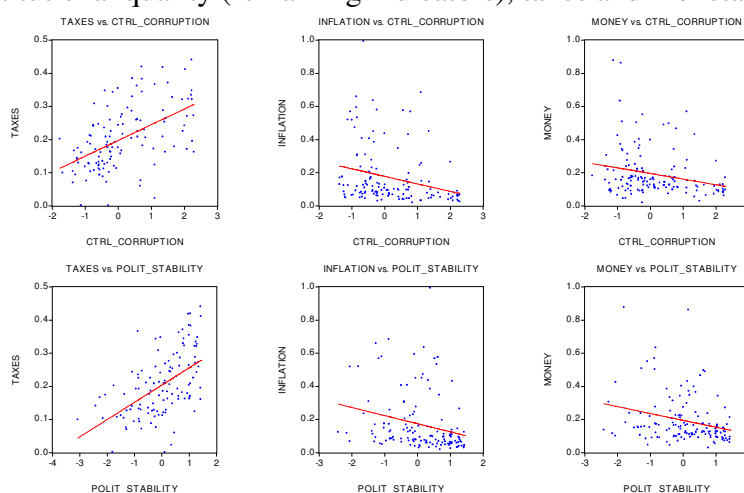 quality (remaining indicators), taxes and
TAXES vs. CTRL_CORRUPTION
INFLATION vs. CTRL_CORRUPTION
MONEY vs. CTRL_CORRUPTION
TAXES
0.5
0.4
0.3
0.2
0.1
0.0
-2 -1 0 1 2 3
CTRL_CORRUPTION
INFLATION
1.0
0.8
0.6
0.4
0.2
0.0
-2 -1 0 1 2 3
CTRL_CORRUPTION
MONEY
1.0
0.8
0.6
0.4
0.2
0.0
-2 -1 0 1 2
CTRL_CORRUPTION
TAXES vs. POLIT_STABILITY
INFLATION vs. POLIT_STABILITY
MONEY vs. POLIT_STABILITY
TAXES
0.5
0.4
0.3
0.2
0.1
0.0
-4 -3 -2 -1 0 1 2
POLIT_STABILITY
INFLATION
1.0
0.8
0.6
0.4
0.2
0.0
-3 -2 -1 0 1 2
POLIT_STABILITY
MONEY
1.0
0.8
0.6
0.4
0.2
0.0
-3 -2 -1 0 1
POLIT_STABILITY